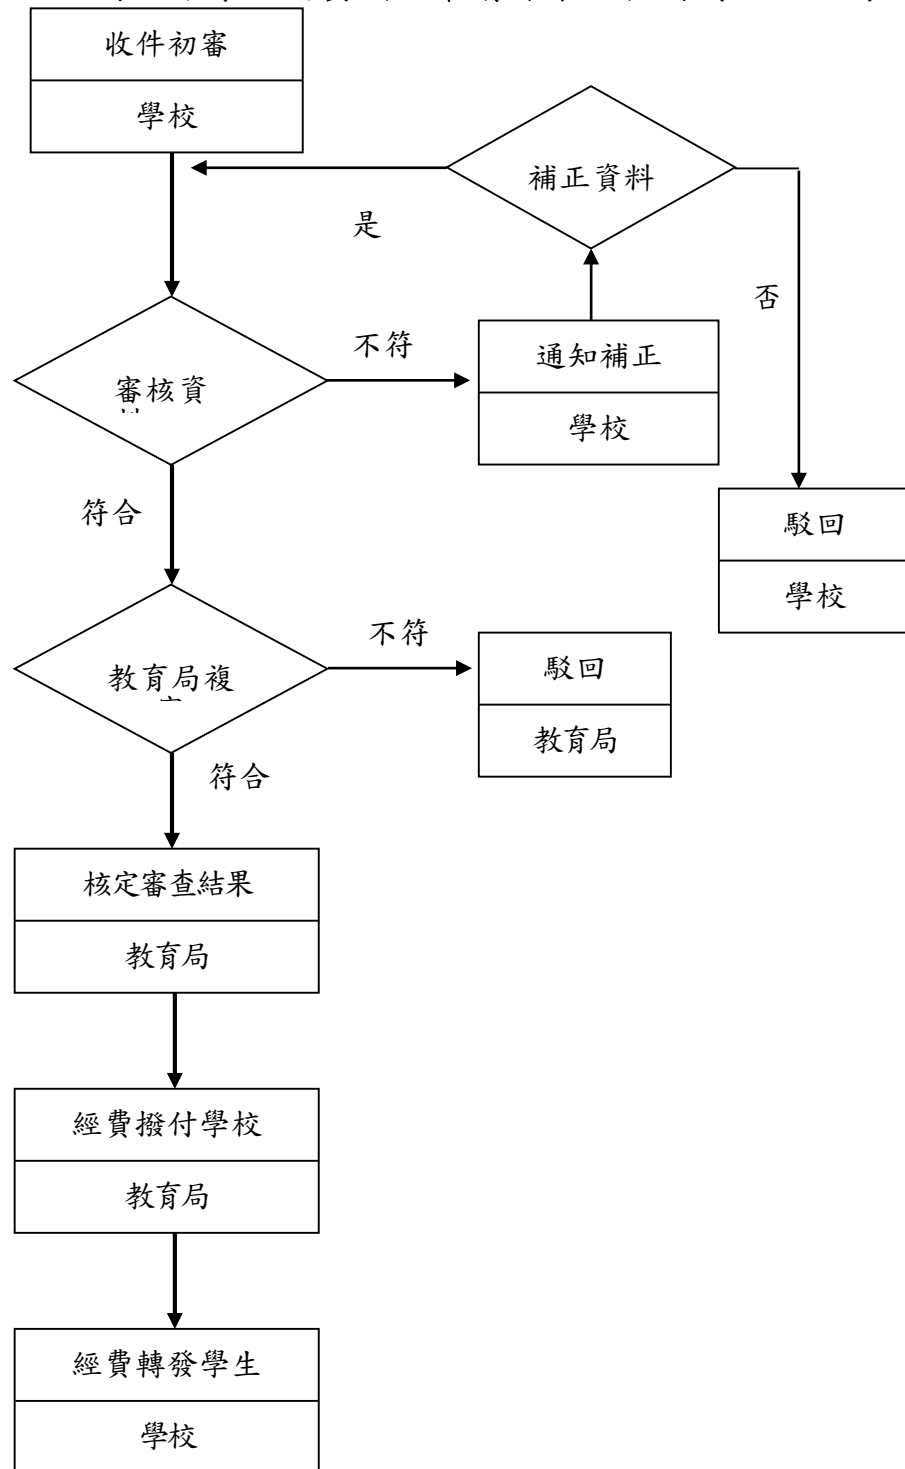 收件初審
學校
補正資料
是
否
不符
通知補正
學校
審核資
符合
駁回
學校
不符
教育局複
駁回
教育局
符合
核定審查結果
教育局
經費撥付學校
教育局
經費轉發學生
學校